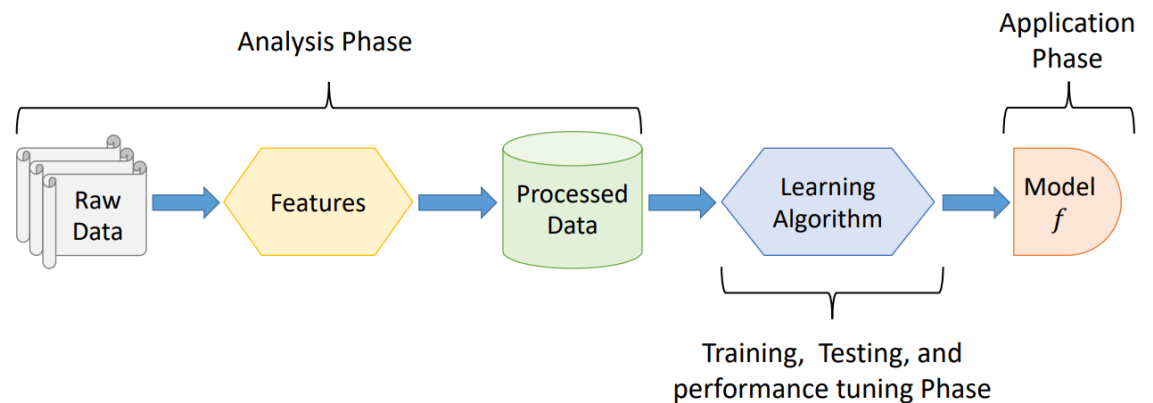 Analysis Phase
Application
Phase
Raw
Data
Features
Processed
Data
Learning
Algorithm
Model
f
Training, Testing, and
performance tuning Phase